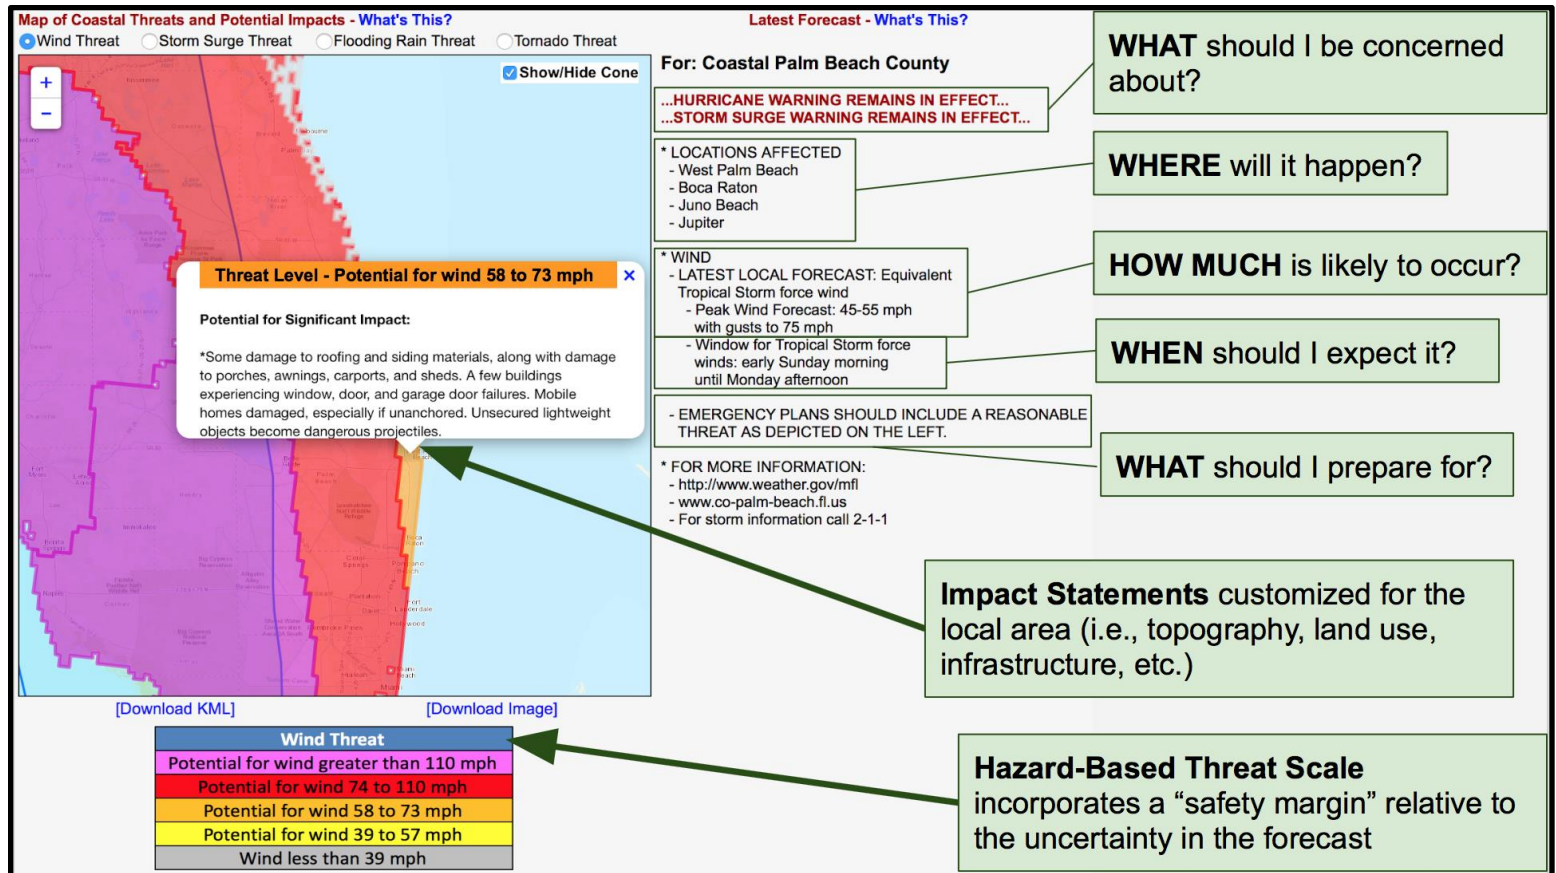 Map of Coastal Threats and Potential Impacts - What's This?
Wind Threat Storm Surge Threat Flooding Rain Threat Tornado Threat
+
−
Show/Hide Cone
Threat Level - Potential for wind 58 to 73 mph ×
Potential for Significant Impact:
*Some damage to roofing and siding materials, along with damage
to porches, awnings, carports, and sheds. A few buildings
experiencing window, door, and garage door failures. Mobile
homes damaged, especially if unanchored. Unsecured lightweight
objects become dangerous projectiles.
[Download KML] [Download Image]
Wind Threat
Potential for wind greater than 110 mph
Potential for wind 74 to 110 mph
Potential for wind 58 to 73 mph
Potential for wind 39 to 57 mph
Wind less than 39 mph
Latest Forecast - What's This?
For: Coastal Palm Beach County
...HURRICANE WARNING REMAINS IN EFFECT...
...STORM SURGE WARNING REMAINS IN EFFECT...
* LOCATIONS AFFECTED
- West Palm Beach
- Boca Raton
- Juno Beach
- Jupiter
* WIND
- LATEST LOCAL FORECAST: Equivalent
Tropical Storm force wind
- Peak Wind Forecast: 45-55 mph
with gusts to 75 mph
- Window for Tropical Storm force
winds: early Sunday morning
until Monday afternoon
- EMERGENCY PLANS SHOULD INCLUDE A REASONABLE
THREAT AS DEPICTED ON THE LEFT.
* FOR MORE INFORMATION:
- http://www.weather.gov/mfl
- www.co-palm-beach.fl.us
- For storm information call 2-1-1
WHAT should I be concerned
about?
WHERE will it happen?
HOW MUCH is likely to occur?
WHEN should I expect it?
WHAT should I prepare for?
Impact Statements customized for the
local area (i.e., topography, land use,
infrastructure, etc.)
Hazard-Based Threat Scale
incorporates a “safety margin” relative to
the uncertainty in the forecast